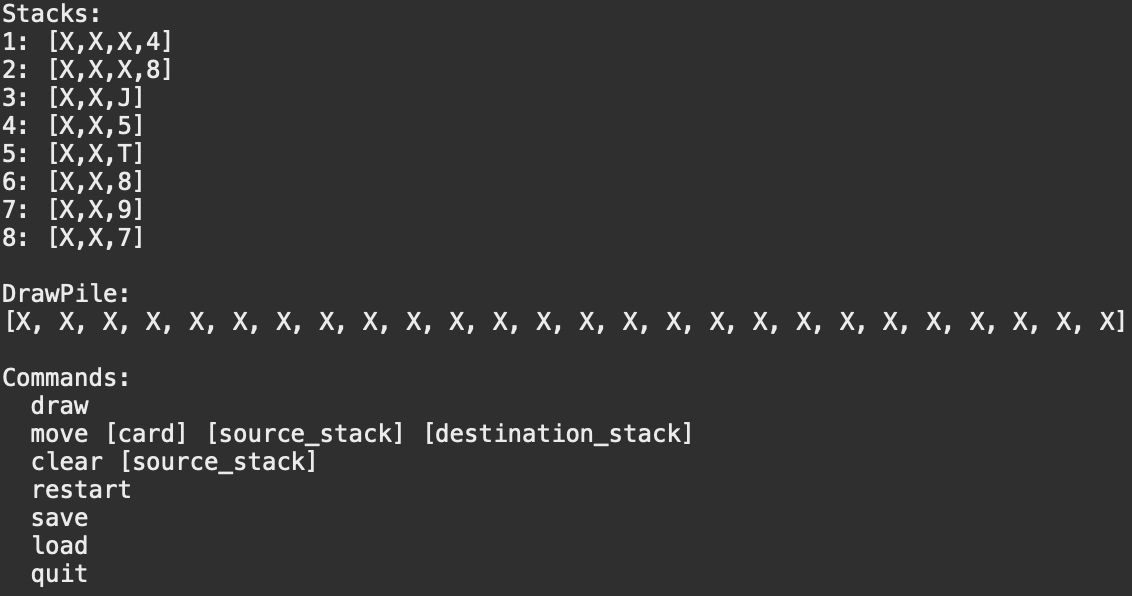 Stacks:
1: [X,X,X,4]
2: [X,X,X,8]
3: [X,X,J]
4: [X,X,5]
5: [X,X,T]
6: [X,X,8]
7: [X,X,9]
8: [X,X,7]
DrawPile:
[X, X, X, X, X, X, X, X, X, X, X, X, X, X, X, X, X, X, X, X, X, X, X, X, X, X]
Commands:
draw
move [card] [source_stack] [destination_stack]
clear [source_stack]
restart
save
load
quit